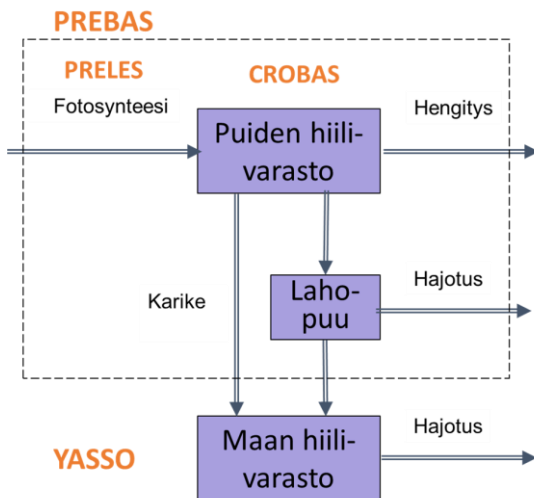 PREBAS
PRELES
CROBAS
Fotosynteesi
Hengitys
Puiden hiili-
varasto
Karike
Laho-
puu
Hajotus
YASSO
Maan hiili-
varasto
Hajotus